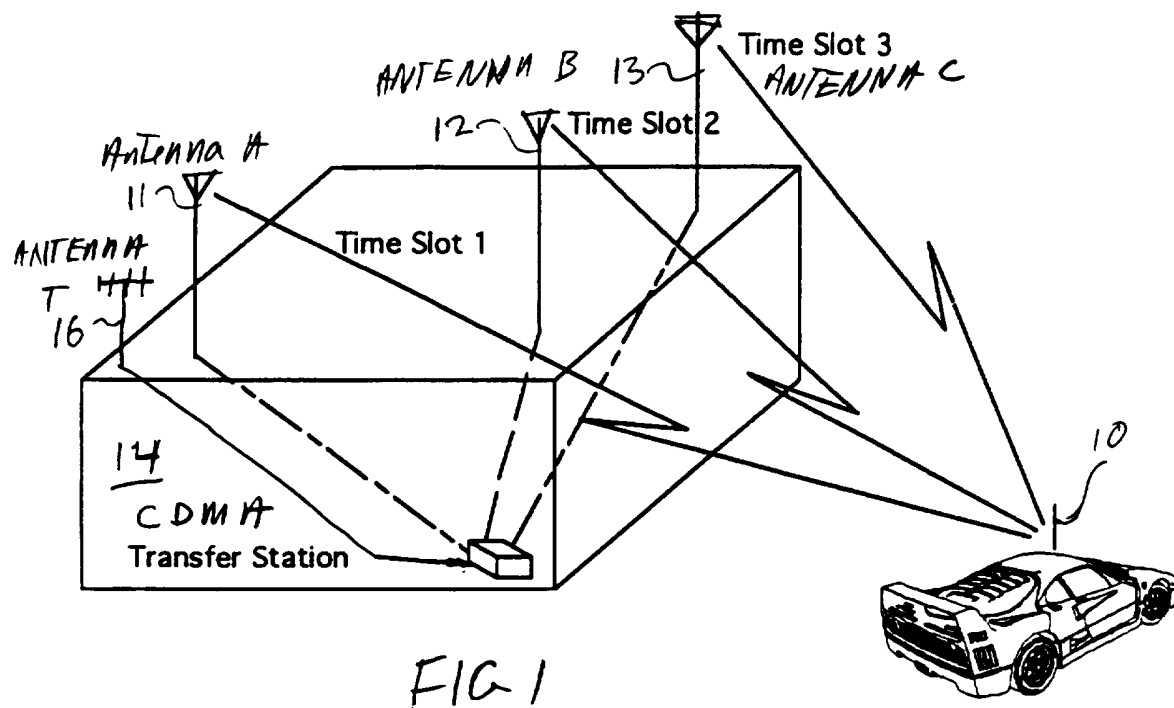 Time Slot 3
ANTENNA C
ANTENNA B
13
12
Time Slot 2
Antenna A
11
Time Slot 1
ANTENNA
T
16
10
14
CDMA
Transfer Station
FIG 1